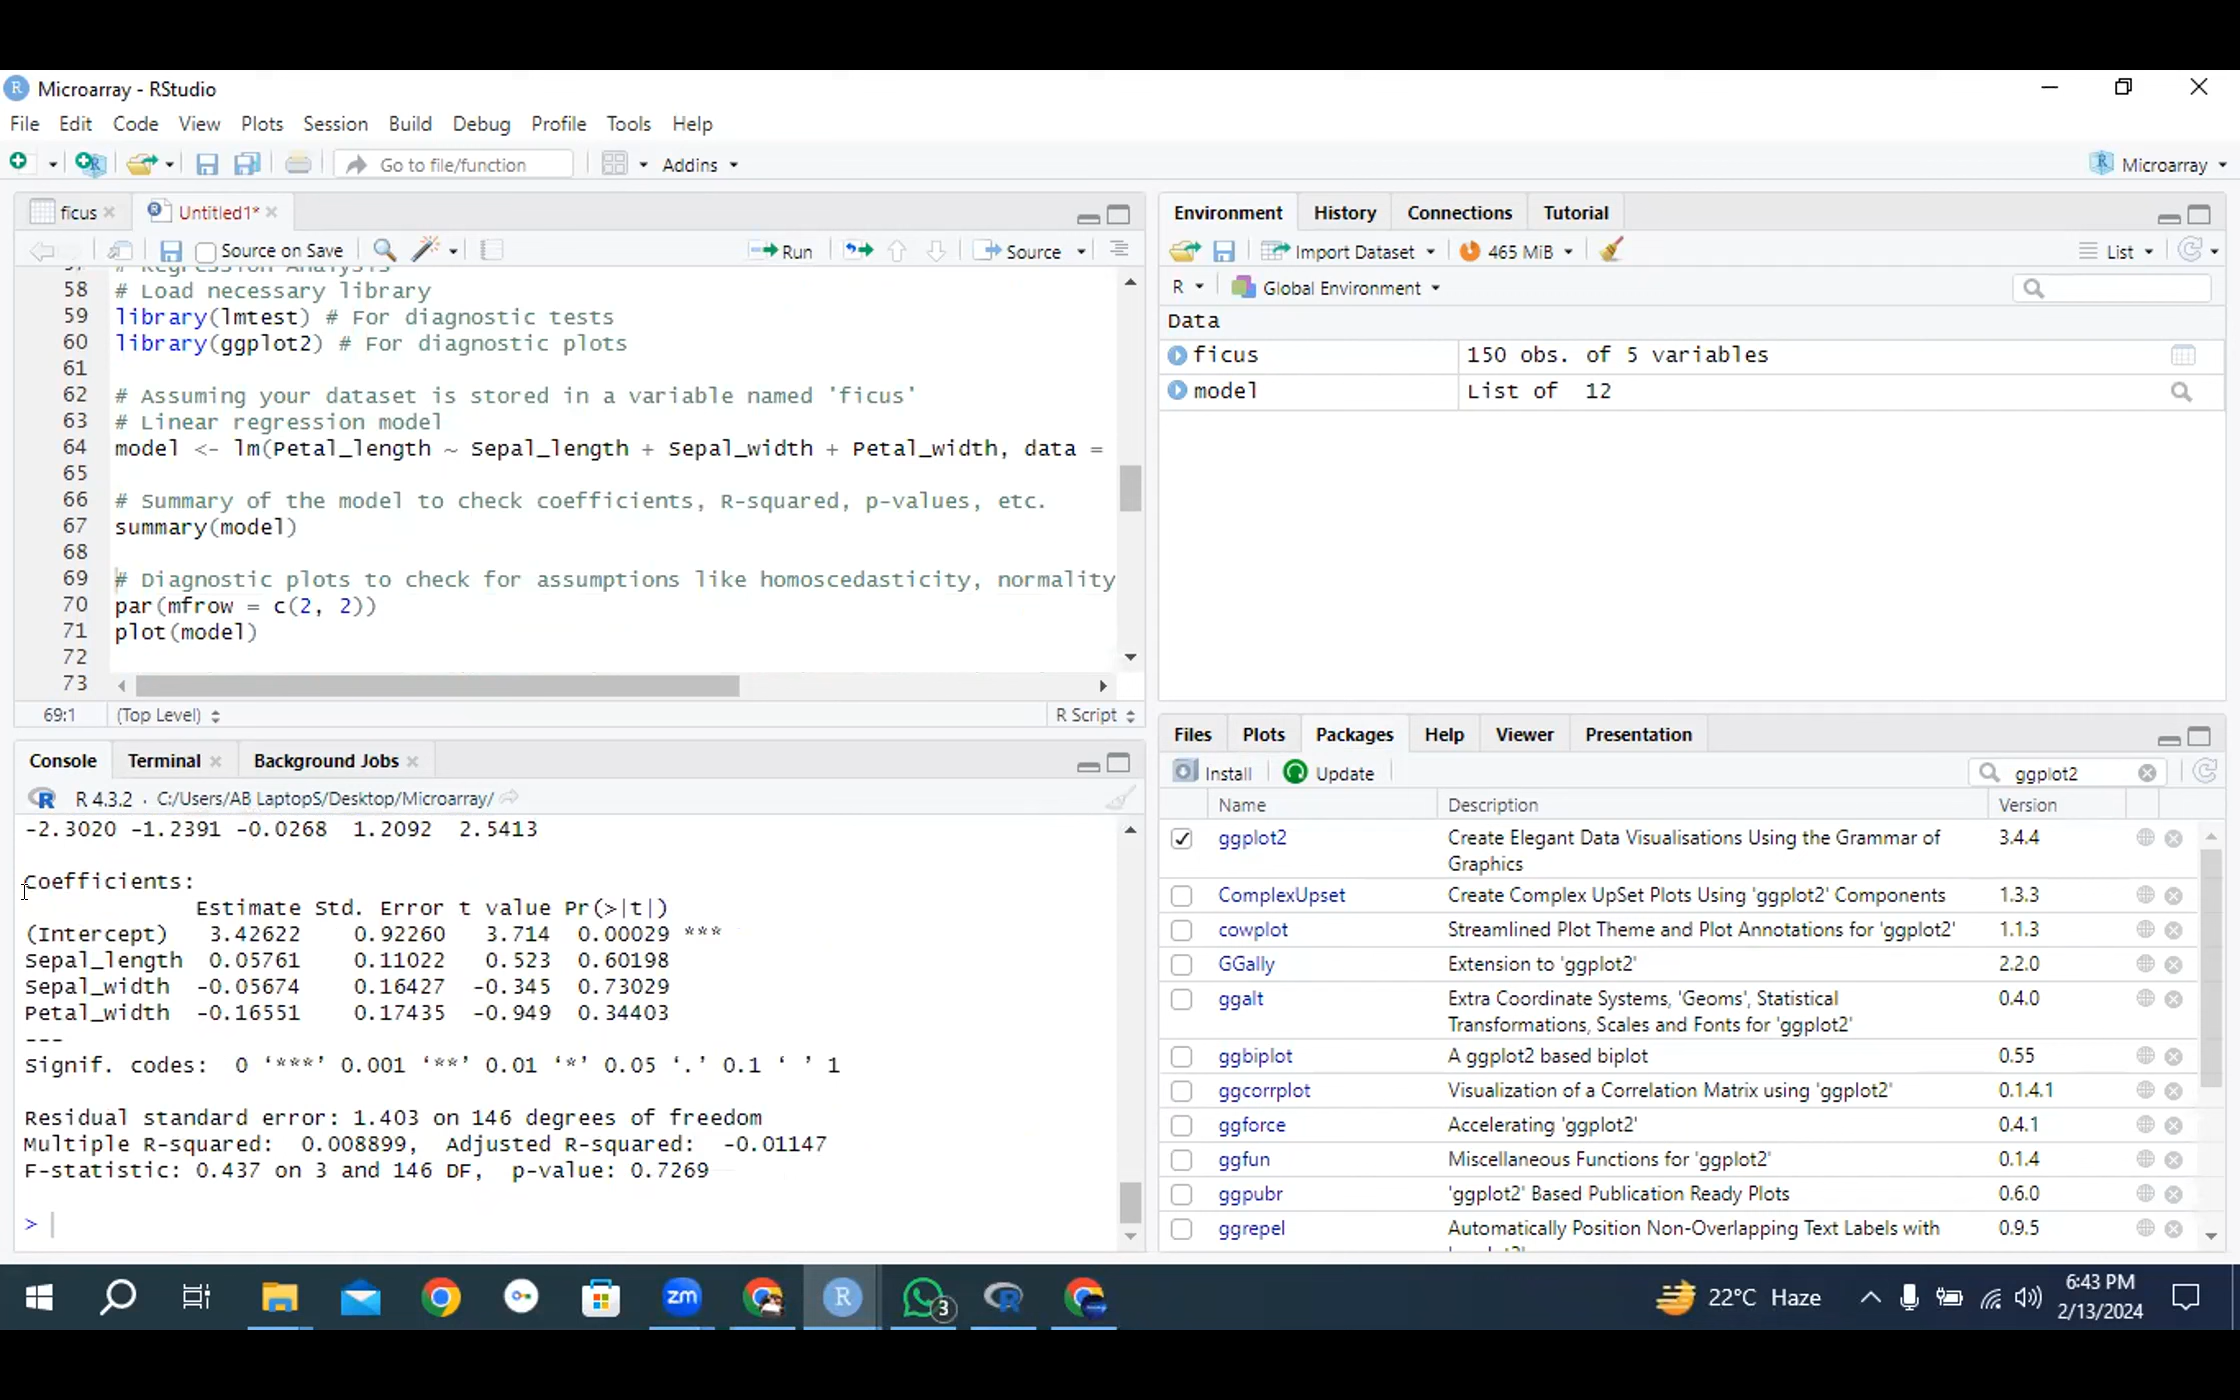 Microarray - RStudio
File Edit Code View Plots Session Build Debug Profile Tools Help
Go to file/function Addins Microarray
ficus Untitled1*
Source on Save Run Source
57 # Regression Analysis
58 # Load necessary library
59 library(lmtest) # For diagnostic tests
60 library(ggplot2) # For diagnostic plots
61
62 # Assuming your dataset is stored in a variable named 'ficus'
63 # Linear regression model
64 model <- lm(Petal_length ~ Sepal_length + Sepal_width + Petal_width, data =
65
66 # Summary of the model to check coefficients, R-squared, p-values, etc.
67 summary(model)
68
69 # Diagnostic plots to check for assumptions like homoscedasticity, normality
70 par(mfrow = c(2, 2))
71 plot(model)
72
73
69:1 (Top Level) R Script
Console Terminal Background Jobs
R 4.3.2 · C:/Users/AB LaptopS/Desktop/Microarray/
-2.3020 -1.2391 -0.0268 1.2092 2.5413
Coefficients:
Estimate Std. Error t value Pr(>|t|)
(Intercept) 3.42622 0.92260 3.714 0.00029 ***
Sepal_length 0.05761 0.11022 0.523 0.60198
Sepal_width -0.05674 0.16427 -0.345 0.73029
Petal_width -0.16551 0.17435 -0.949 0.34403
---
Signif. codes: 0 ‘***’ 0.001 ‘**’ 0.01 ‘*’ 0.05 ‘.’ 0.1 ‘ ’ 1
Residual standard error: 1.403 on 146 degrees of freedom
Multiple R-squared: 0.008899, Adjusted R-squared: -0.01147
F-statistic: 0.437 on 3 and 146 DF, p-value: 0.7269
>
Environment History Connections Tutorial
Import Dataset 465 MiB List
R Global Environment
Data
ficus 150 obs. of 5 variables
model List of 12
Files Plots Packages Help Viewer Presentation
Install Update ggplot2
Name Description Version
ggplot2 Create Elegant Data Visualisations Using the Grammar of 3.4.4
Graphics
ComplexUpset Create Complex UpSet Plots Using 'ggplot2' Components 1.3.3
cowplot Streamlined Plot Theme and Plot Annotations for 'ggplot2' 1.1.3
GGally Extension to 'ggplot2' 2.2.0
ggalt Extra Coordinate Systems, 'Geoms', Statistical 0.4.0
Transformations, Scales and Fonts for 'ggplot2'
ggbiplot A ggplot2 based biplot 0.55
ggcorrplot Visualization of a Correlation Matrix using 'ggplot2' 0.1.4.1
ggforce Accelerating 'ggplot2' 0.4.1
ggfun Miscellaneous Functions for 'ggplot2' 0.1.4
ggpubr 'ggplot2' Based Publication Ready Plots 0.6.0
ggrepel Automatically Position Non-Overlapping Text Labels with 0.9.5
zm R 3 22°C Haze 6:43 PM
2/13/2024